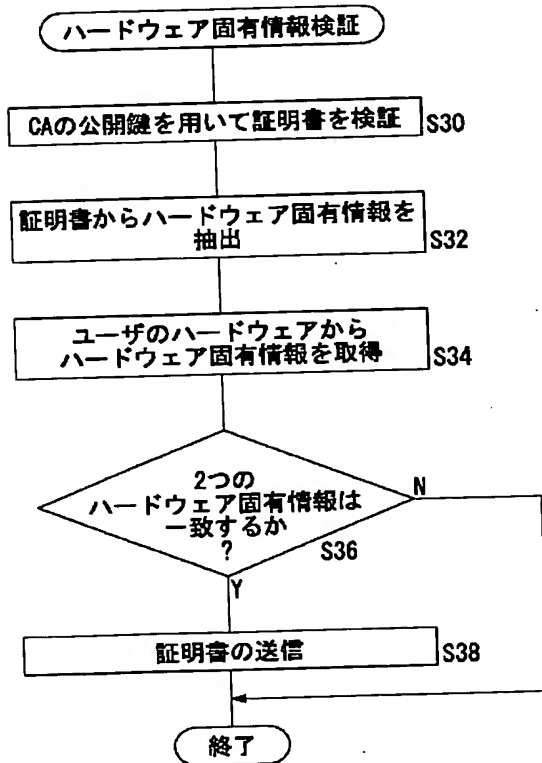 ハードウェア固有情報検証
CAの公開鍵を用いて証明書を検証
S30
証明書からハードウェア固有情報を
抽出
S32
ユーザのハードウェアから
ハードウェア固有情報を取得
S34
2つの
ハードウェア固有情報は
一致するか
?
N
S36
Y
証明書の送信
S38
終了